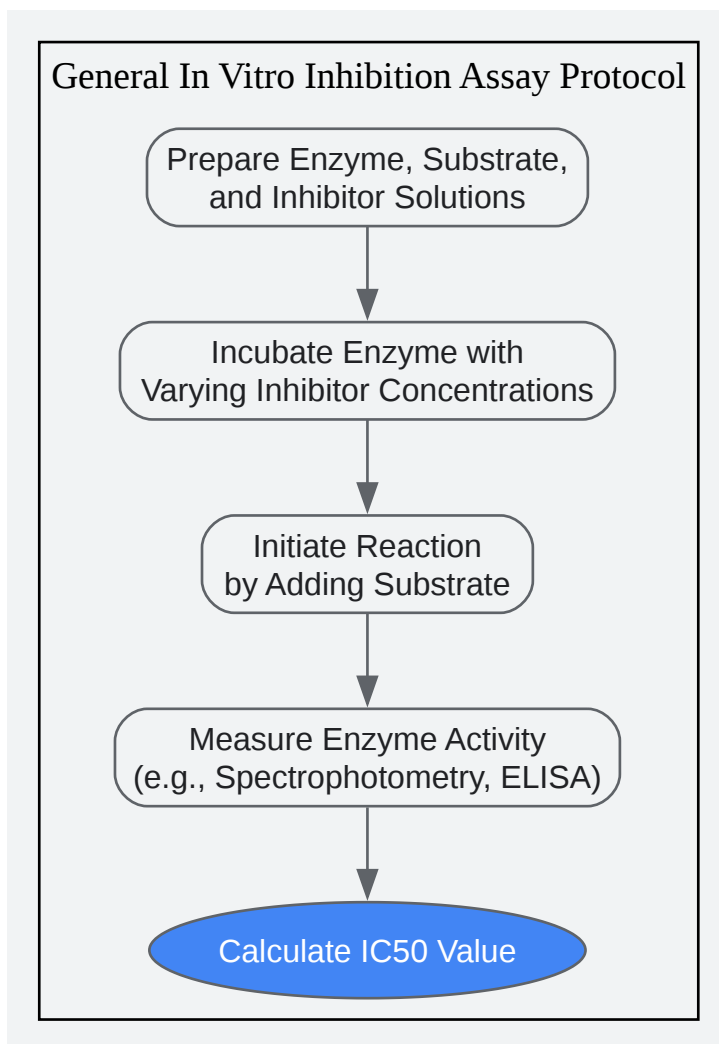 General In Vitro Inhibition Assay Protocol
Prepare Enzyme, Substrate,
and Inhibitor Solutions
Incubate Enzyme with
Varying Inhibitor Concentrations
Initiate Reaction
by Adding Substrate
Measure Enzyme Activity
(e.g., Spectrophotometry, ELISA)
Calculate IC50 Value